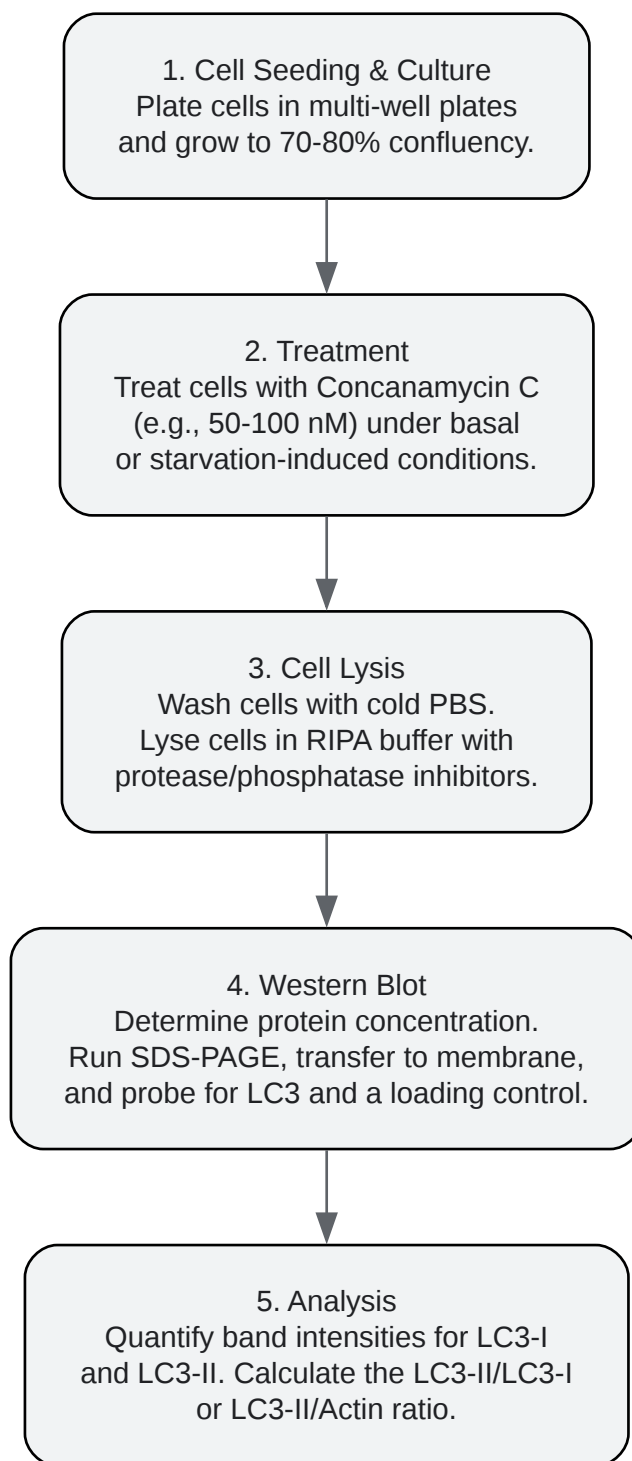 1. Cell Seeding & Culture
Plate cells in multi-well plates
and grow to 70-80% confluency.
2. Treatment
Treat cells with Concanamycin C
(e.g., 50-100 nM) under basal
or starvation-induced conditions.
3. Cell Lysis
Wash cells with cold PBS.
Lyse cells in RIPA buffer with
protease/phosphatase inhibitors.
4. Western Blot
Determine protein concentration.
Run SDS-PAGE, transfer to membrane,
and probe for LC3 and a loading control.
5. Analysis
Quantify band intensities for LC3-I
and LC3-II. Calculate the LC3-II/LC3-I
or LC3-II/Actin ratio.